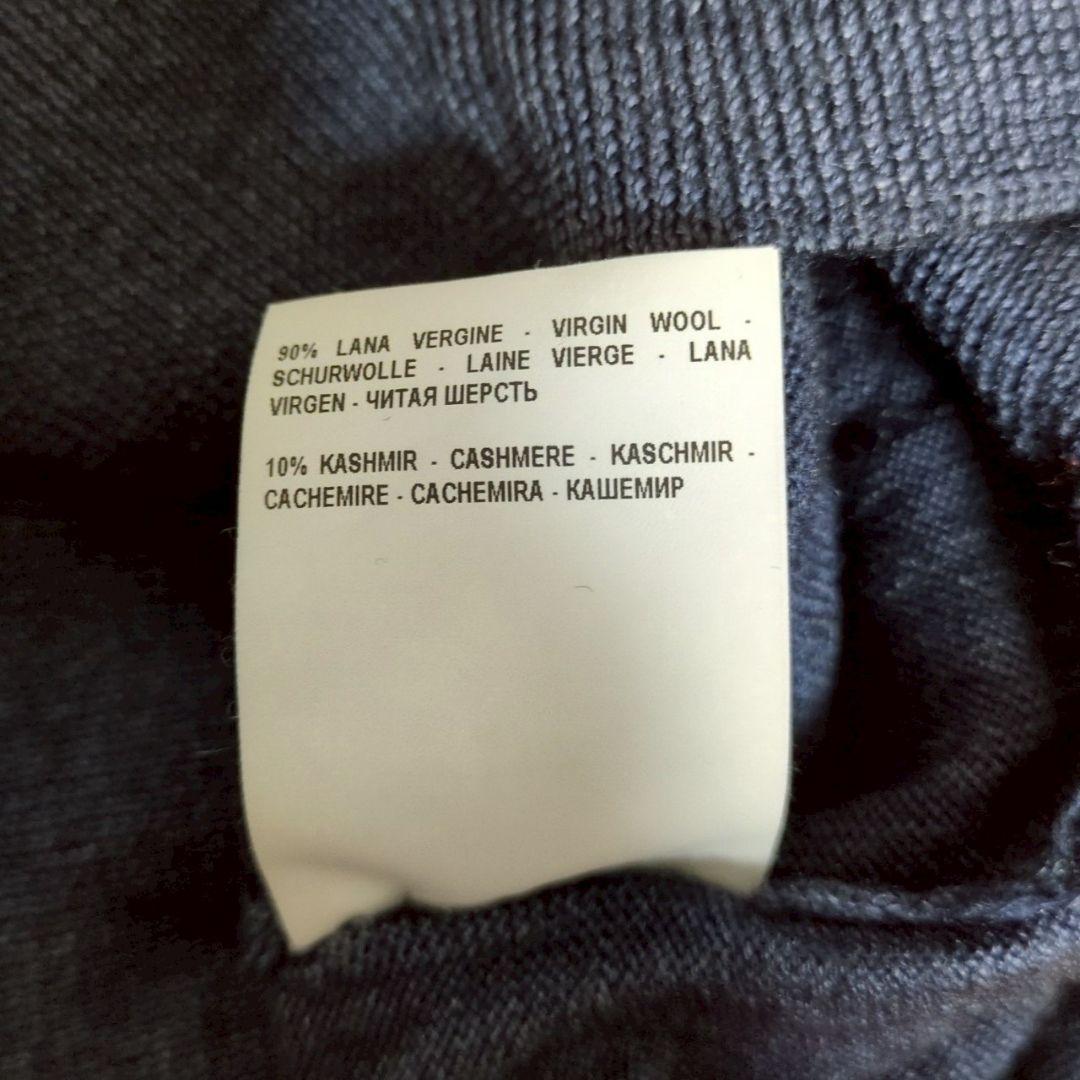 90% LANA VERGINE - VIRGIN WOOL -
SCHURWOLLE - LAINE VIERGE - LANA
VIRGEN - ЧИТАЯ ШЕРСТЬ
10% KASHMIR - CASHMERE - KASCHMIR -
CACHEMIRE - CACHEMIRA - КАШЕМИР